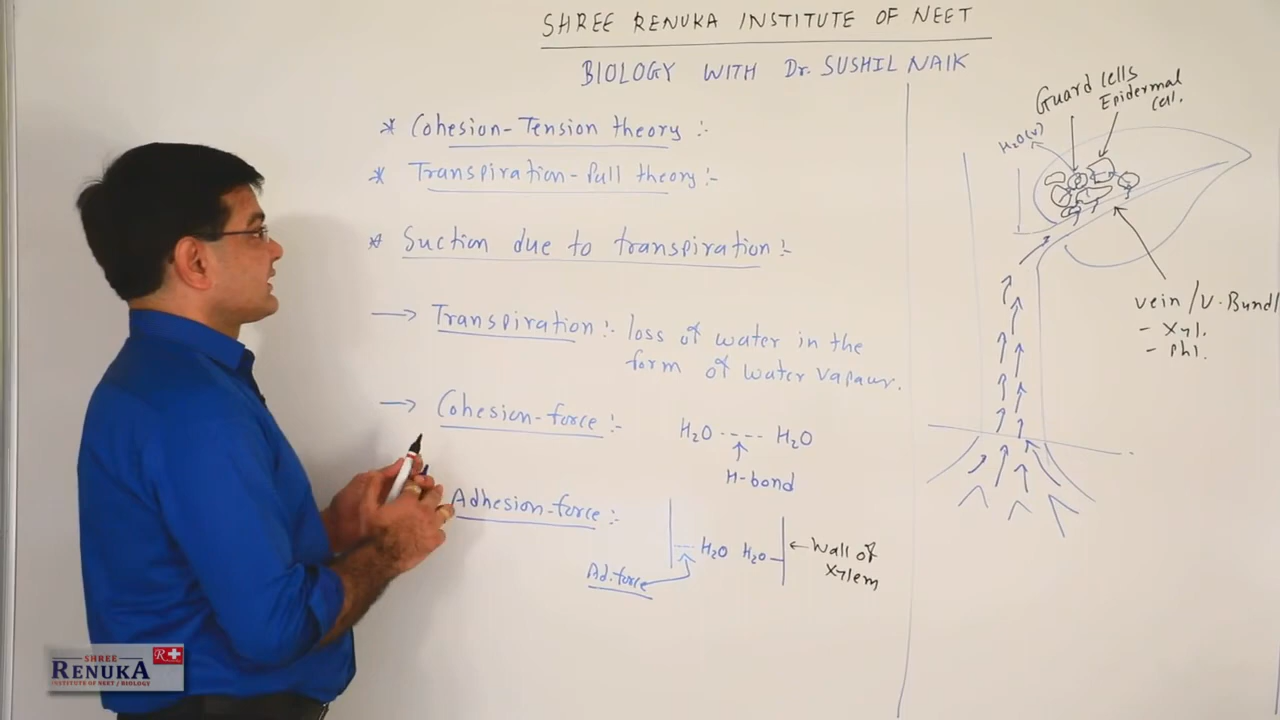 SHREE RENUKA INSTITUTE OF NEET
BIOLOGY WITH Dr. SUSHIL NAIK
* Cohesion-Tension theory :-
* Transpiration-Pull theory :-
* Suction due to transpiration :-
→ Transpiration :- loss of water in the
form of water vapour.
→ Cohesion-force :-
H₂O ---- H₂O
H-bond
Adhesion-force :-
H₂O H₂O
← Wall of
Xylem
Ad.force
Guard cells
Epidermal
cell.
H₂O(v)
vein/V.Bundl
- Xyl.
- Phl.
SHREE
RENUKA
INSTITUTE OF NEET / BIOLOGY
R+